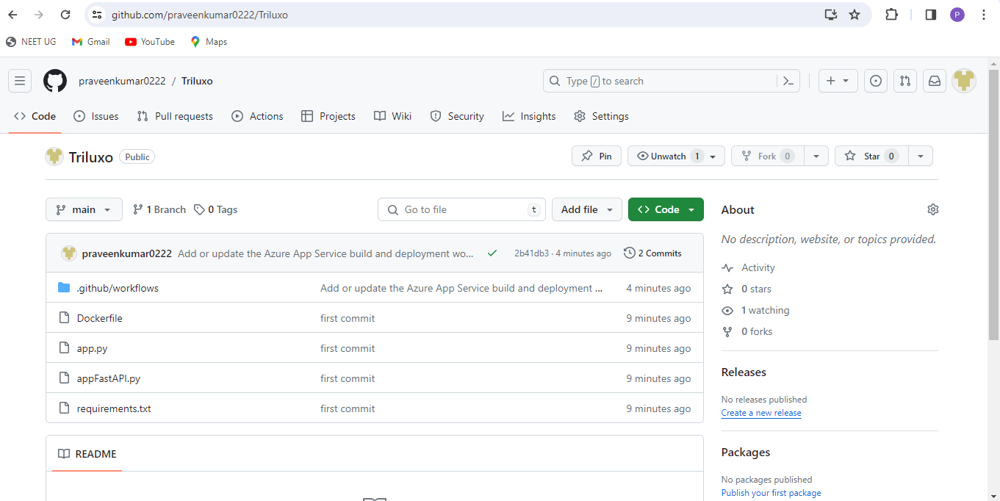 github.com/praveenkumar0222/Triluxo
P
NEET UG Gmail YouTube Maps
praveenkumar0222 / Triluxo
Type / to search
Code Issues Pull requests Actions Projects Wiki Security Insights Settings
Triluxo Public
Pin Unwatch 1 Fork 0 Star 0
main 1 Branch 0 Tags Go to file t Add file Code
praveenkumar0222 Add or update the Azure App Service build and deployment wo... 2b41db3 · 4 minutes ago 2 Commits
.github/workflows Add or update the Azure App Service build and deployment ... 4 minutes ago
Dockerfile first commit 9 minutes ago
app.py first commit 9 minutes ago
appFastAPI.py first commit 9 minutes ago
requirements.txt first commit 9 minutes ago
README
About
No description, website, or topics provided.
Activity
0 stars
1 watching
0 forks
Releases
No releases published
Create a new release
Packages
No packages published
Publish your first package